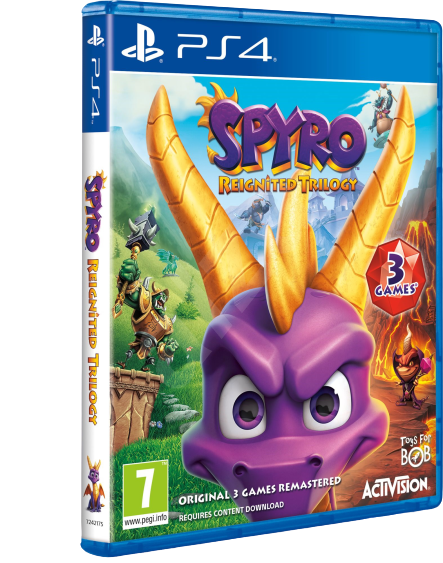 PS4
SPYRO
REIGNITED TRILOGY
3
GAMES*
TOYS FOR
BOB
ACTIVISION
7
www.pegi.info
ORIGINAL 3 GAMES REMASTERED
REQUIRES CONTENT DOWNLOAD
PS4
SPYRO REIGNITED TRILOGY